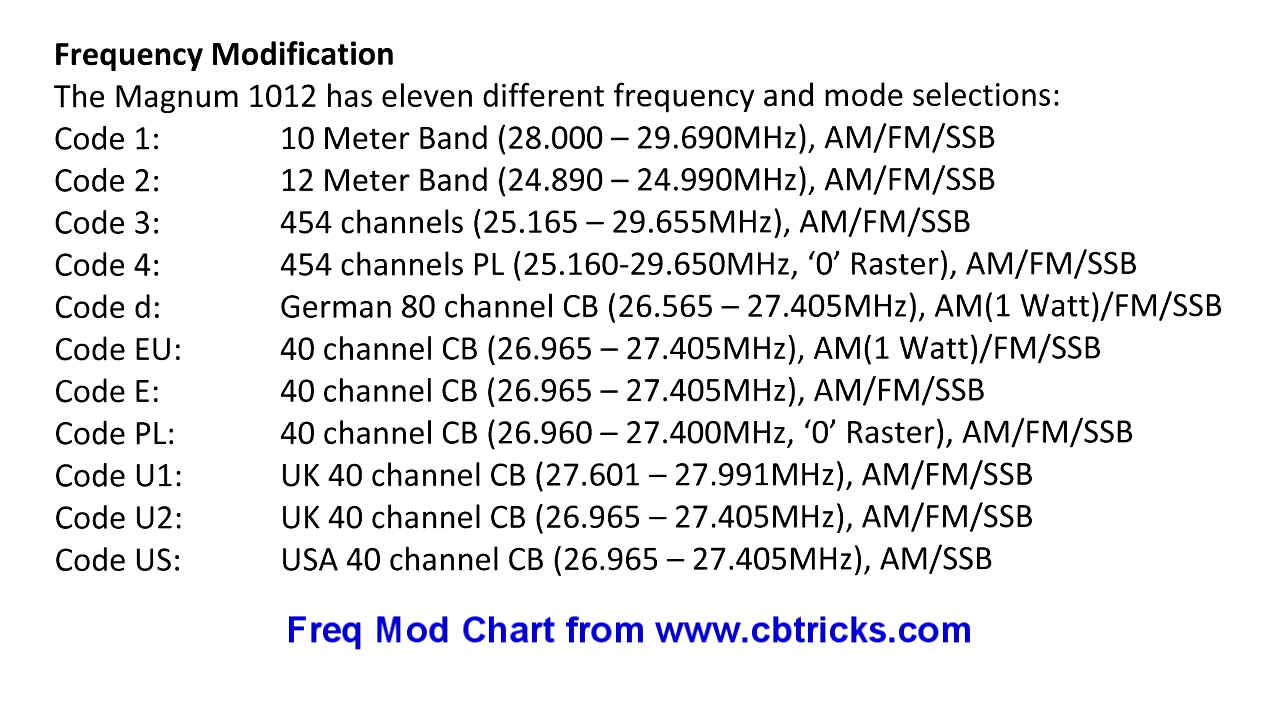 Frequency Modification
The Magnum 1012 has eleven different frequency and mode selections:
Code 1: 10 Meter Band (28.000 – 29.690MHz), AM/FM/SSB
Code 2: 12 Meter Band (24.890 – 24.990MHz), AM/FM/SSB
Code 3: 454 channels (25.165 – 29.655MHz), AM/FM/SSB
Code 4: 454 channels PL (25.160-29.650MHz, ‘0’ Raster), AM/FM/SSB
Code d: German 80 channel CB (26.565 – 27.405MHz), AM(1 Watt)/FM/SSB
Code EU: 40 channel CB (26.965 – 27.405MHz), AM(1 Watt)/FM/SSB
Code E: 40 channel CB (26.965 – 27.405MHz), AM/FM/SSB
Code PL: 40 channel CB (26.960 – 27.400MHz, ‘0’ Raster), AM/FM/SSB
Code U1: UK 40 channel CB (27.601 – 27.991MHz), AM/FM/SSB
Code U2: UK 40 channel CB (26.965 – 27.405MHz), AM/FM/SSB
Code US: USA 40 channel CB (26.965 – 27.405MHz), AM/SSB
Freq Mod Chart from www.cbtricks.com